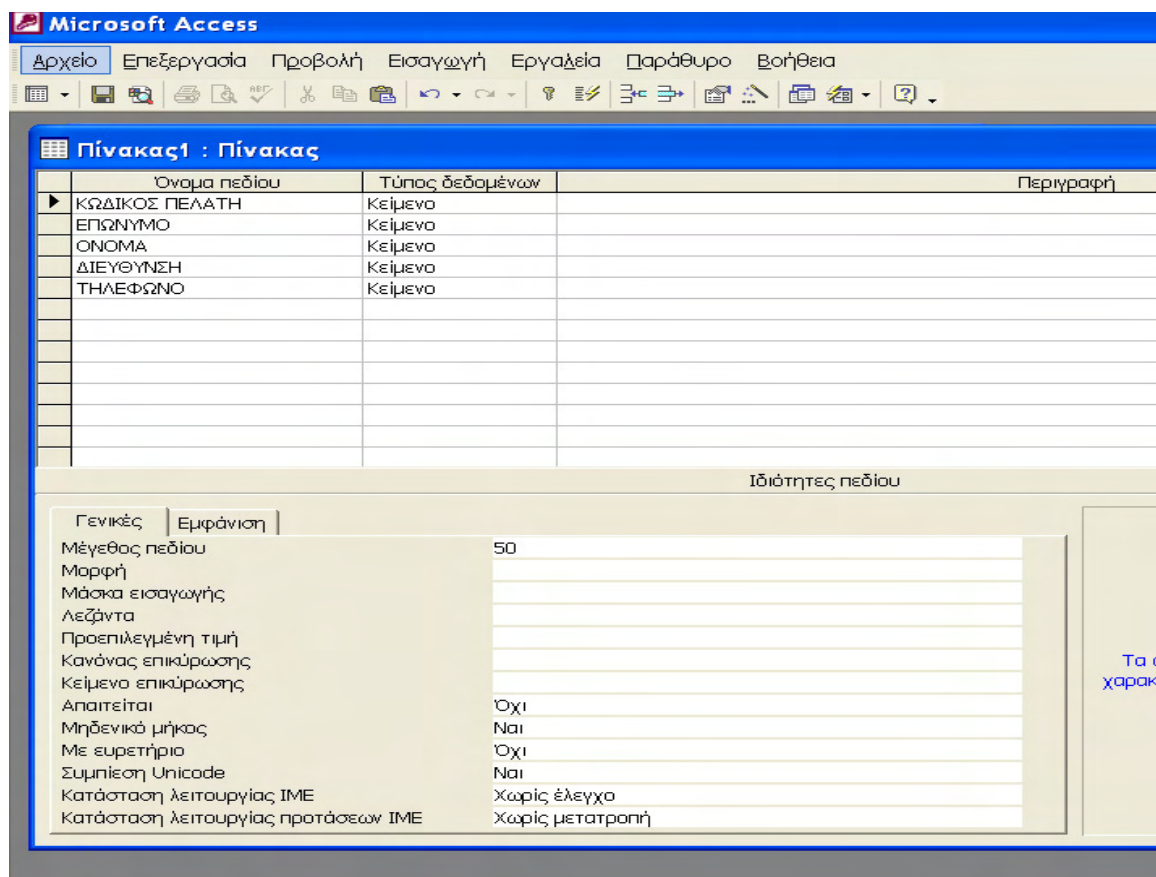 Microsoft Access
Αρχείο Επεξεργασία Προβολή Εισαγωγή Εργαλεία Παράθυρο Βοήθεια
Πίνακας1 : Πίνακας
Όνομα πεδίου Τύπος δεδομένων Περιγραφή
ΚΩΔΙΚΟΣ ΠΕΛΑΤΗ Κείμενο
ΕΠΩΝΥΜΟ Κείμενο
ΟΝΟΜΑ Κείμενο
ΔΙΕΥΘΥΝΣΗ Κείμενο
ΤΗΛΕΦΩΝΟ Κείμενο
Ιδιότητες πεδίου
Γενικές Εμφάνιση
Μέγεθος πεδίου 50
Μορφή
Μάσκα εισαγωγής
Λεζάντα
Προεπιλεγμένη τιμή
Κανόνας επικύρωσης Τα
Κείμενο επικύρωσης
Απαιτείται Όχι
Μηδενικό μήκος Ναι
Με ευρετήριο Όχι
Συμπίεση Unicode Ναι
Κατάσταση λειτουργίας IME Χωρίς έλεγχο
Κατάσταση λειτουργίας προτάσεων IME Χωρίς μετατροπή